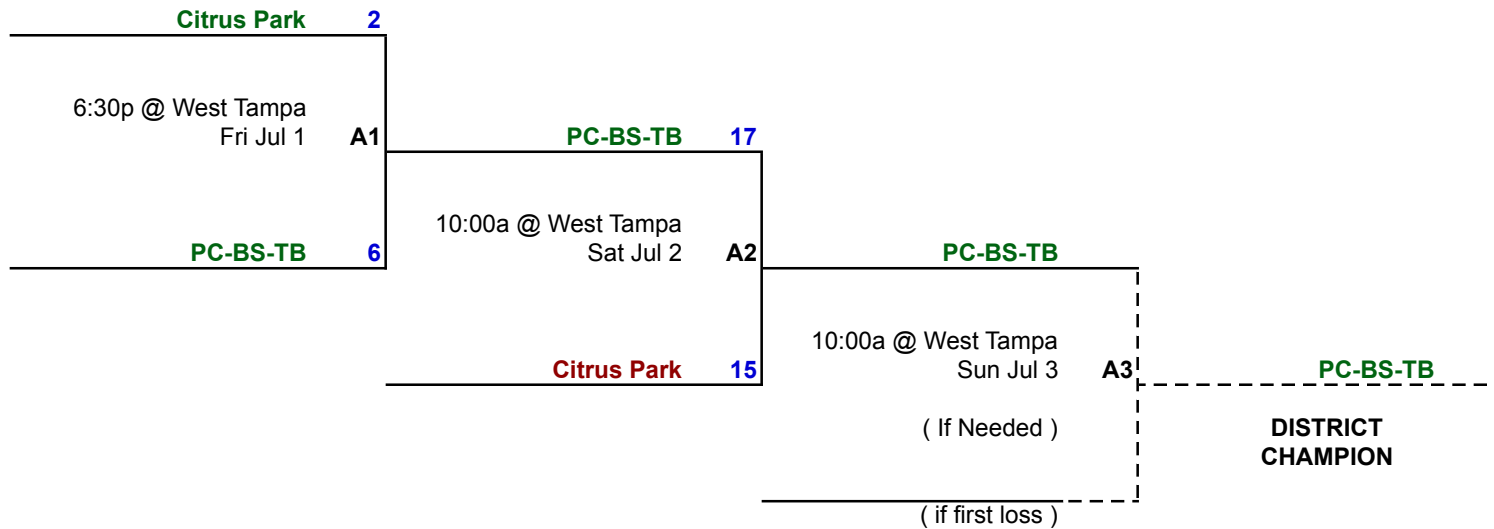 Citrus Park 2
6:30p @ West Tampa
Fri Jul 1 A1
PC-BS-TB 6
PC-BS-TB 17
10:00a @ West Tampa
Sat Jul 2 A2
Citrus Park 15
PC-BS-TB
10:00a @ West Tampa
Sun Jul 3 A3
( If Needed )
( if first loss )
PC-BS-TB
DISTRICT
CHAMPION